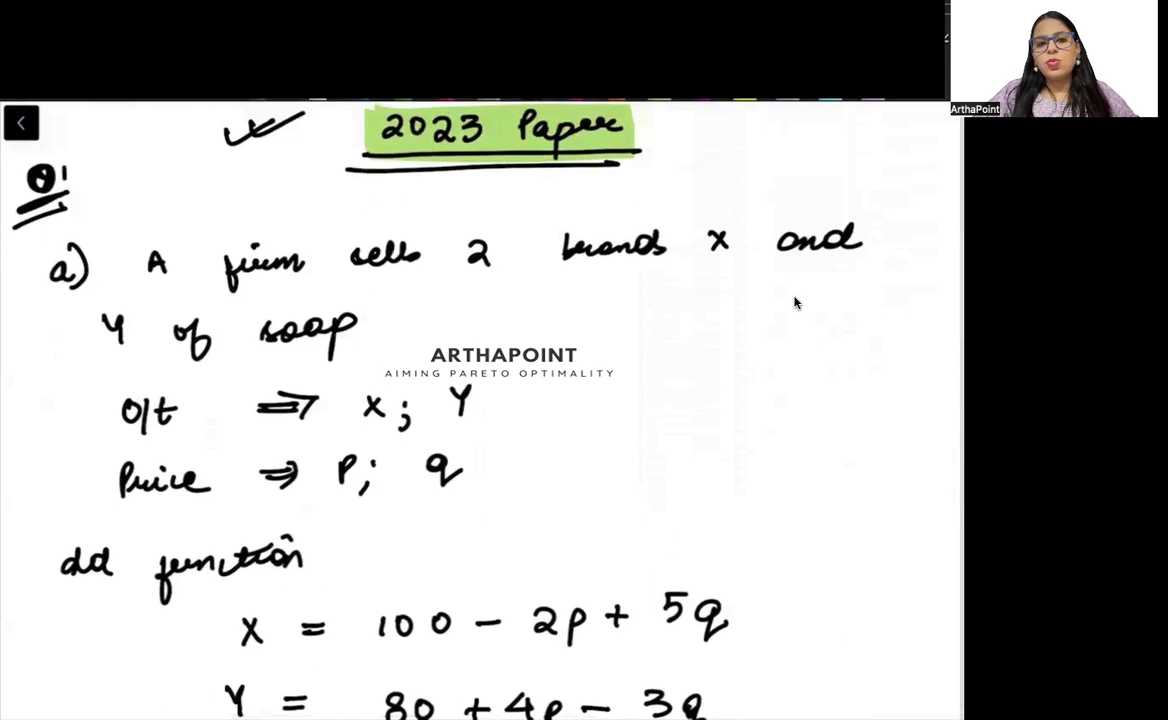 ArthaPoint
2023 Paper
Q1
a) A firm sells 2 brands X and
Y of soap
ARTHAPOINT
AIMING PARETO OPTIMALITY
O/t ⇒ X; Y
Price ⇒ P; q
dd function
X = 100 - 2p + 5q
Y = 80 + 4p - 3q